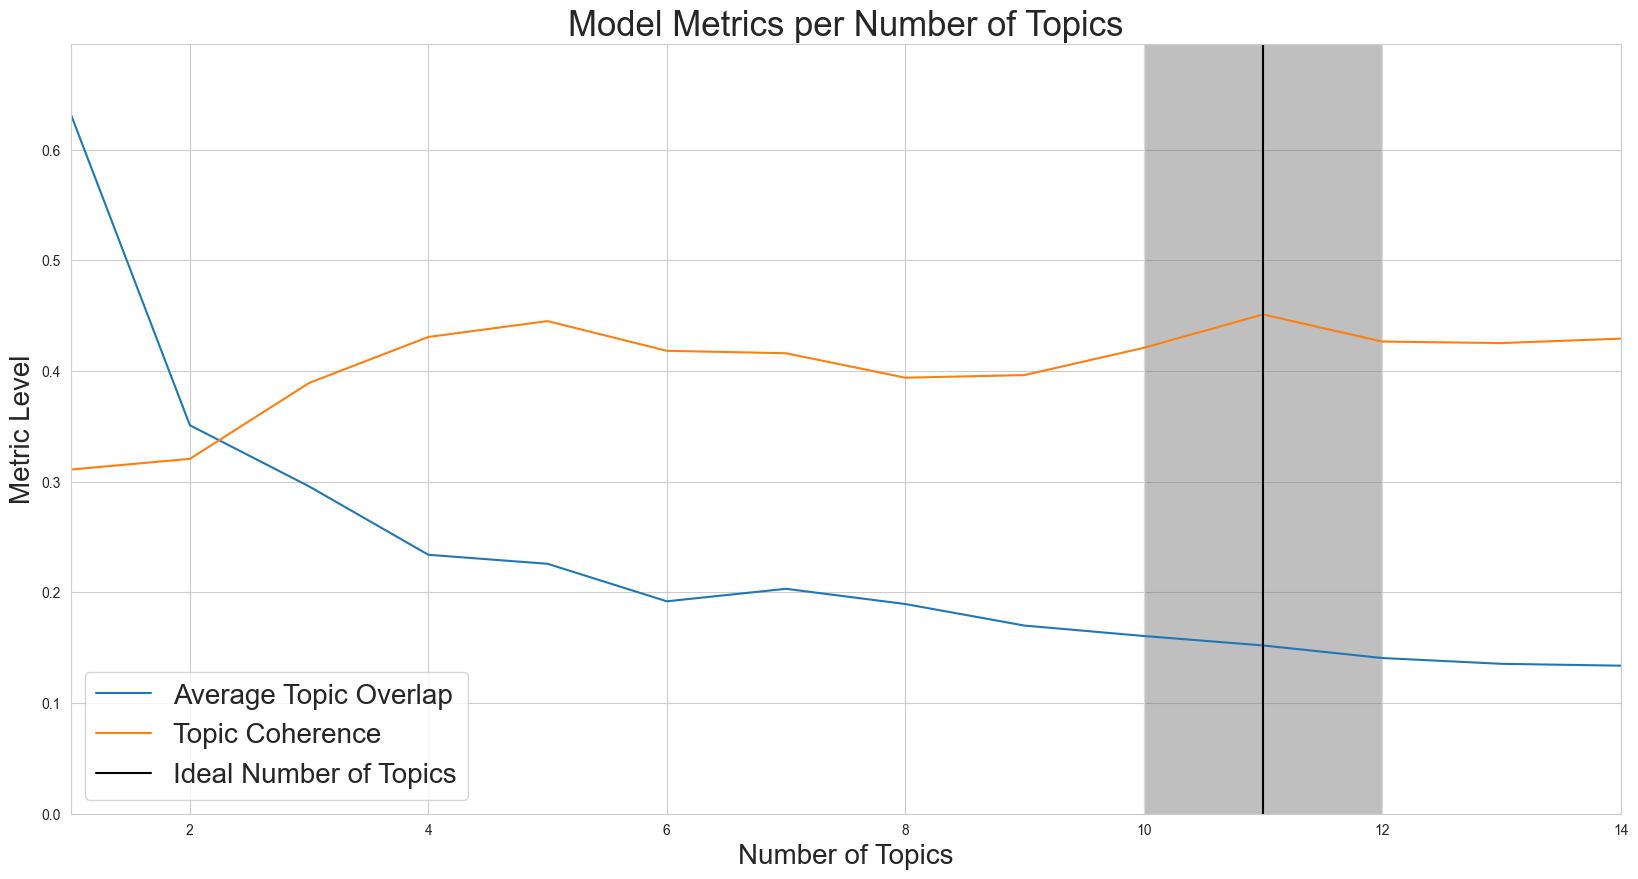 Model Metrics per Number of Topics
Metric Level
0.6
0.5
0.4
0.3
0.2
0.1
0.0
Average Topic Overlap
Topic Coherence
Ideal Number of Topics
2 4 6 8 10 12 14
Number of Topics